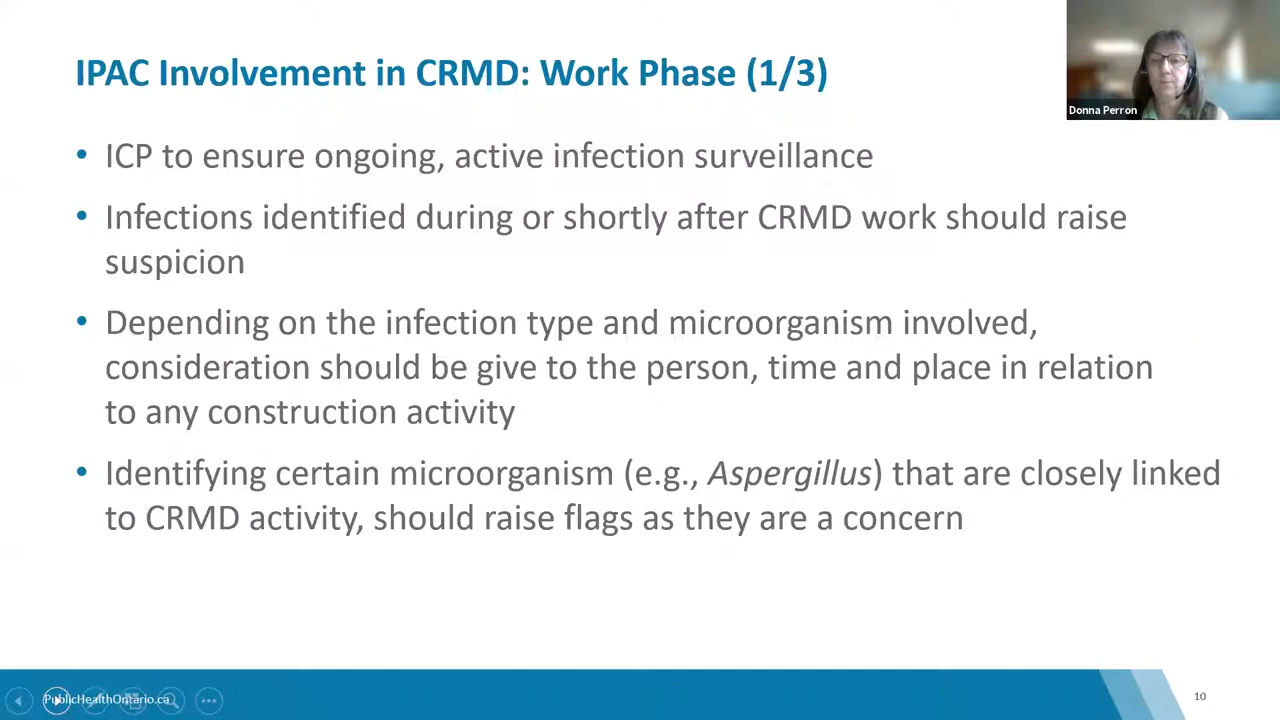 IPAC Involvement in CRMD: Work Phase (1/3)
Donna Perron
• ICP to ensure ongoing, active infection surveillance
• Infections identified during or shortly after CRMD work should raise
suspicion
• Depending on the infection type and microorganism involved,
consideration should be give to the person, time and place in relation
to any construction activity
• Identifying certain microorganism (e.g., Aspergillus) that are closely linked
to CRMD activity, should raise flags as they are a concern
PublicHealthOntario.ca
10